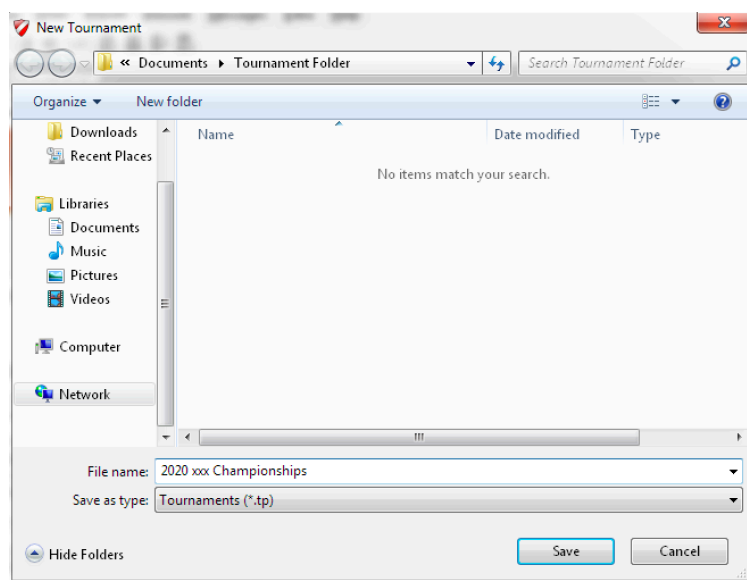 New Tournament
« Documents Tournament Folder Search Tournament Folder
Organize New folder
Downloads Name Date modified Type
Recent Places
No items match your search.
Libraries
Documents
Music
Pictures
Videos
Computer
Network
File name: 2020 xxx Championships
Save as type: Tournaments (*.tp)
Hide Folders Save Cancel